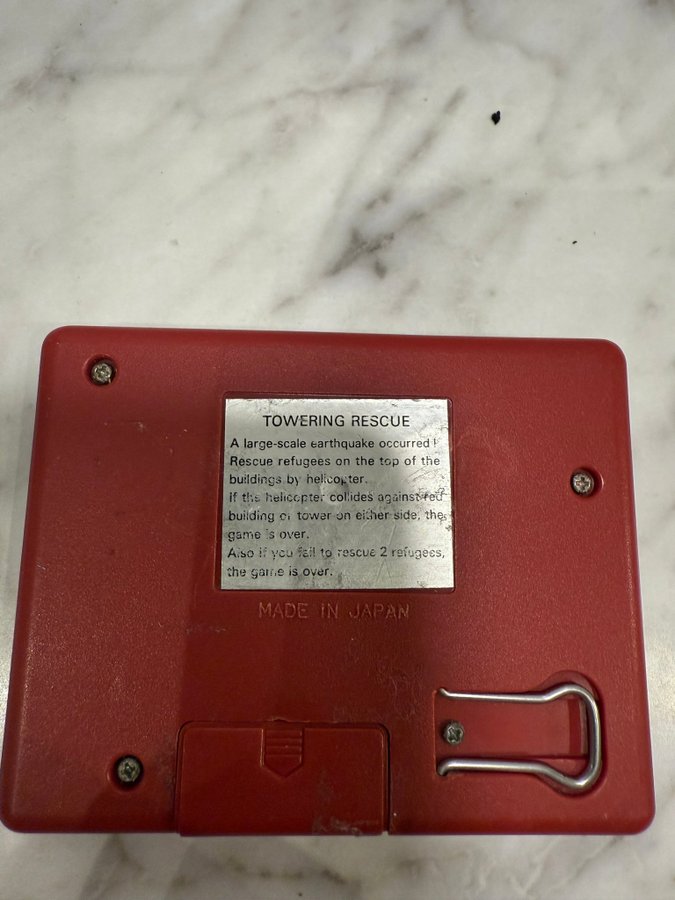 TOWERING RESCUE
A large-scale earthquake occurred!
Rescue refugees on the top of the
buildings by helicopter.
If the helicopter collides against red
building or tower on either side, the
game is over.
Also if you fail to rescue 2 refugees,
the game is over.
MADE IN JAPAN